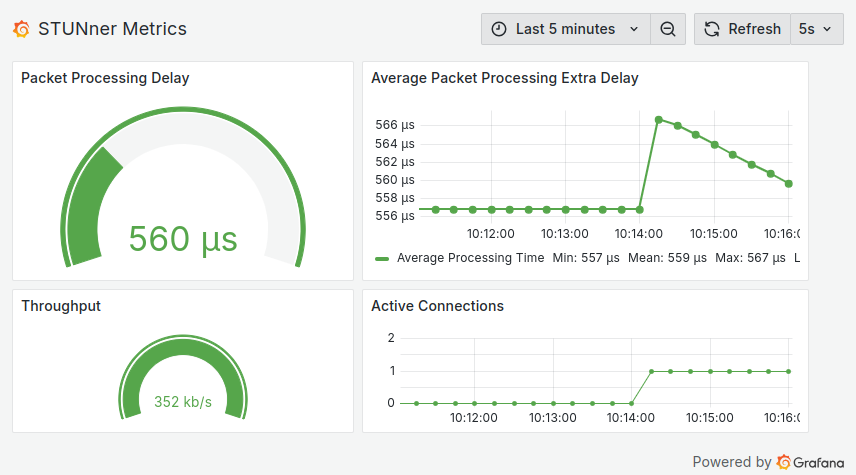 STUNner Metrics
Last 5 minutes
Refresh
5s
Packet Processing Delay
560 µs
Average Packet Processing Extra Delay
566 µs
564 µs
562 µs
560 µs
558 µs
556 µs
10:12:00 10:13:00 10:14:00 10:15:00 10:16:0
Average Processing Time Min: 557 µs Mean: 559 µs Max: 567 µs L
Throughput
352 kb/s
Active Connections
2
1
0
10:12:00 10:13:00 10:14:00 10:15:00 10:16:0
Powered by Grafana